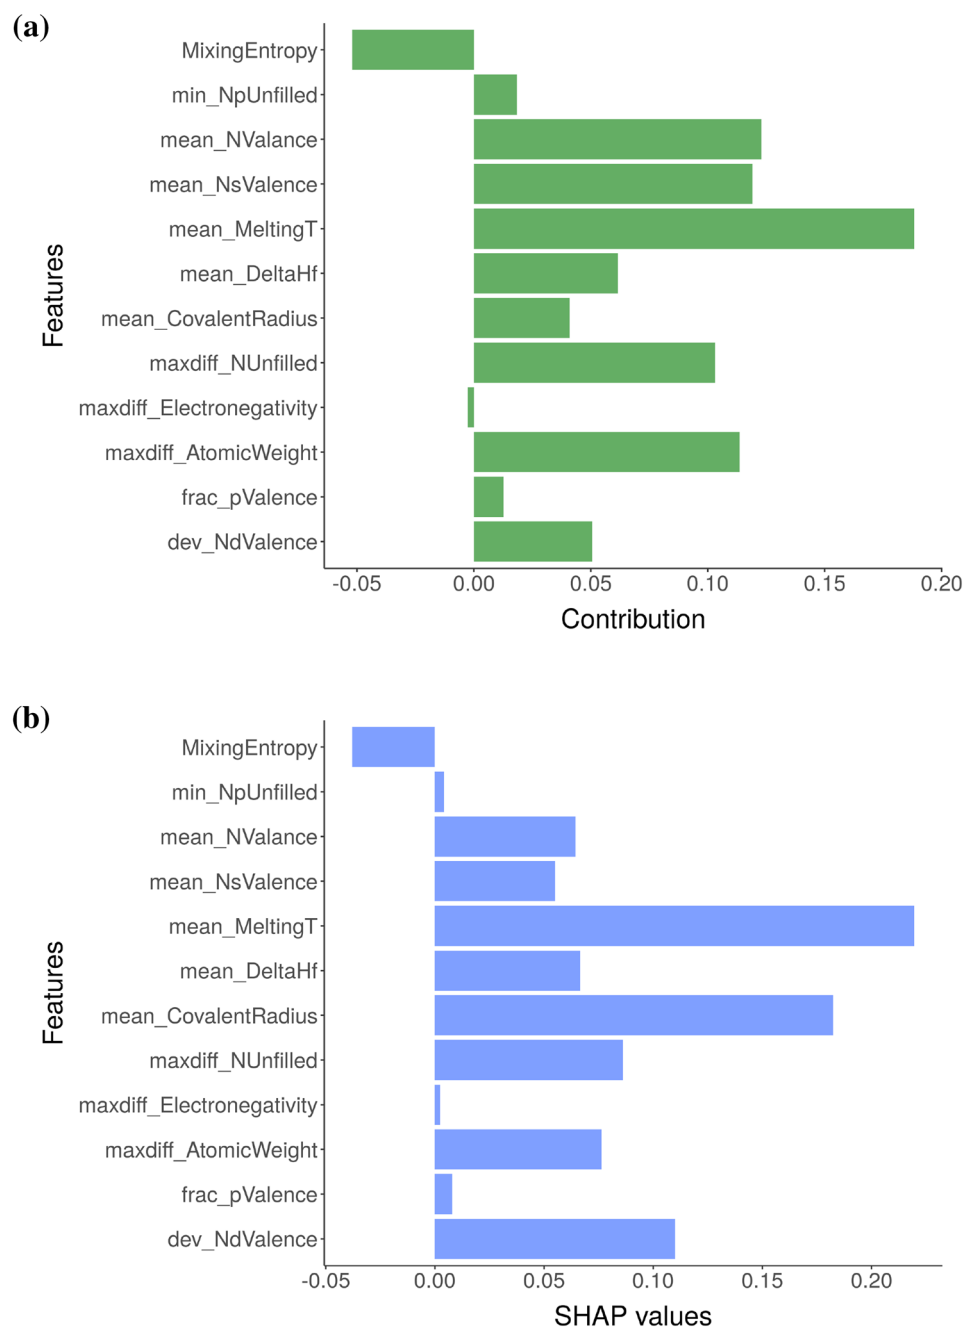 (a)
MixingEntropy
min_NpUnfilled
mean_NValance
mean_NsValence
mean_MeltingT
mean_DeltaHf
mean_CovalentRadius
maxdiff_NUnfilled
maxdiff_Electronegativity
maxdiff_AtomicWeight
frac_pValence
dev_NdValence
Features
-0.05 0.00 0.05 0.10 0.15 0.20
Contribution
(b)
MixingEntropy
min_NpUnfilled
mean_NValance
mean_NsValence
mean_MeltingT
mean_DeltaHf
mean_CovalentRadius
maxdiff_NUnfilled
maxdiff_Electronegativity
maxdiff_AtomicWeight
frac_pValence
dev_NdValence
Features
-0.05 0.00 0.05 0.10 0.15 0.20
SHAP values